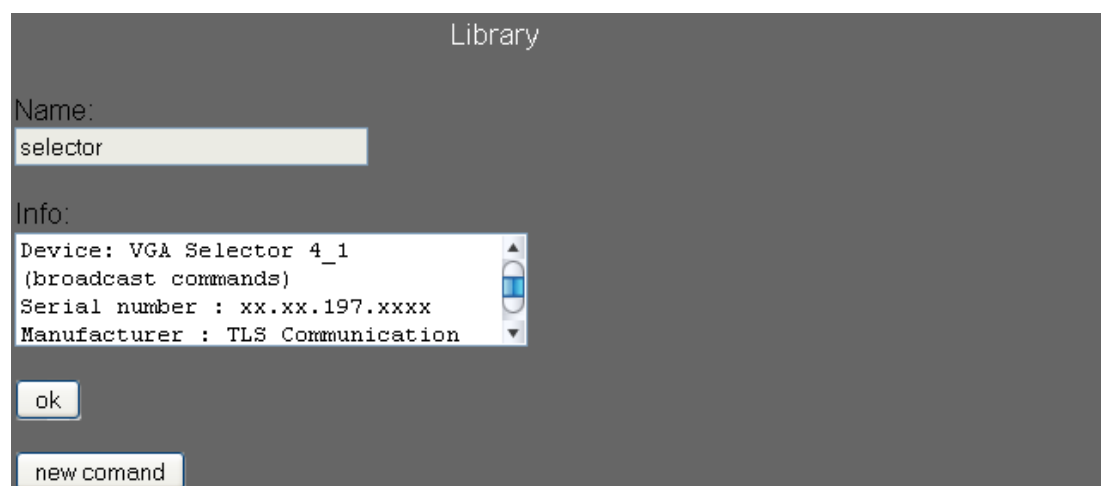 Library
Name:
selector
Info:
Device: VGA Selector 4_1
(broadcast commands)
Serial number : xx.xx.197.xxxx
Manufacturer : TLS Communication
ok
new comand